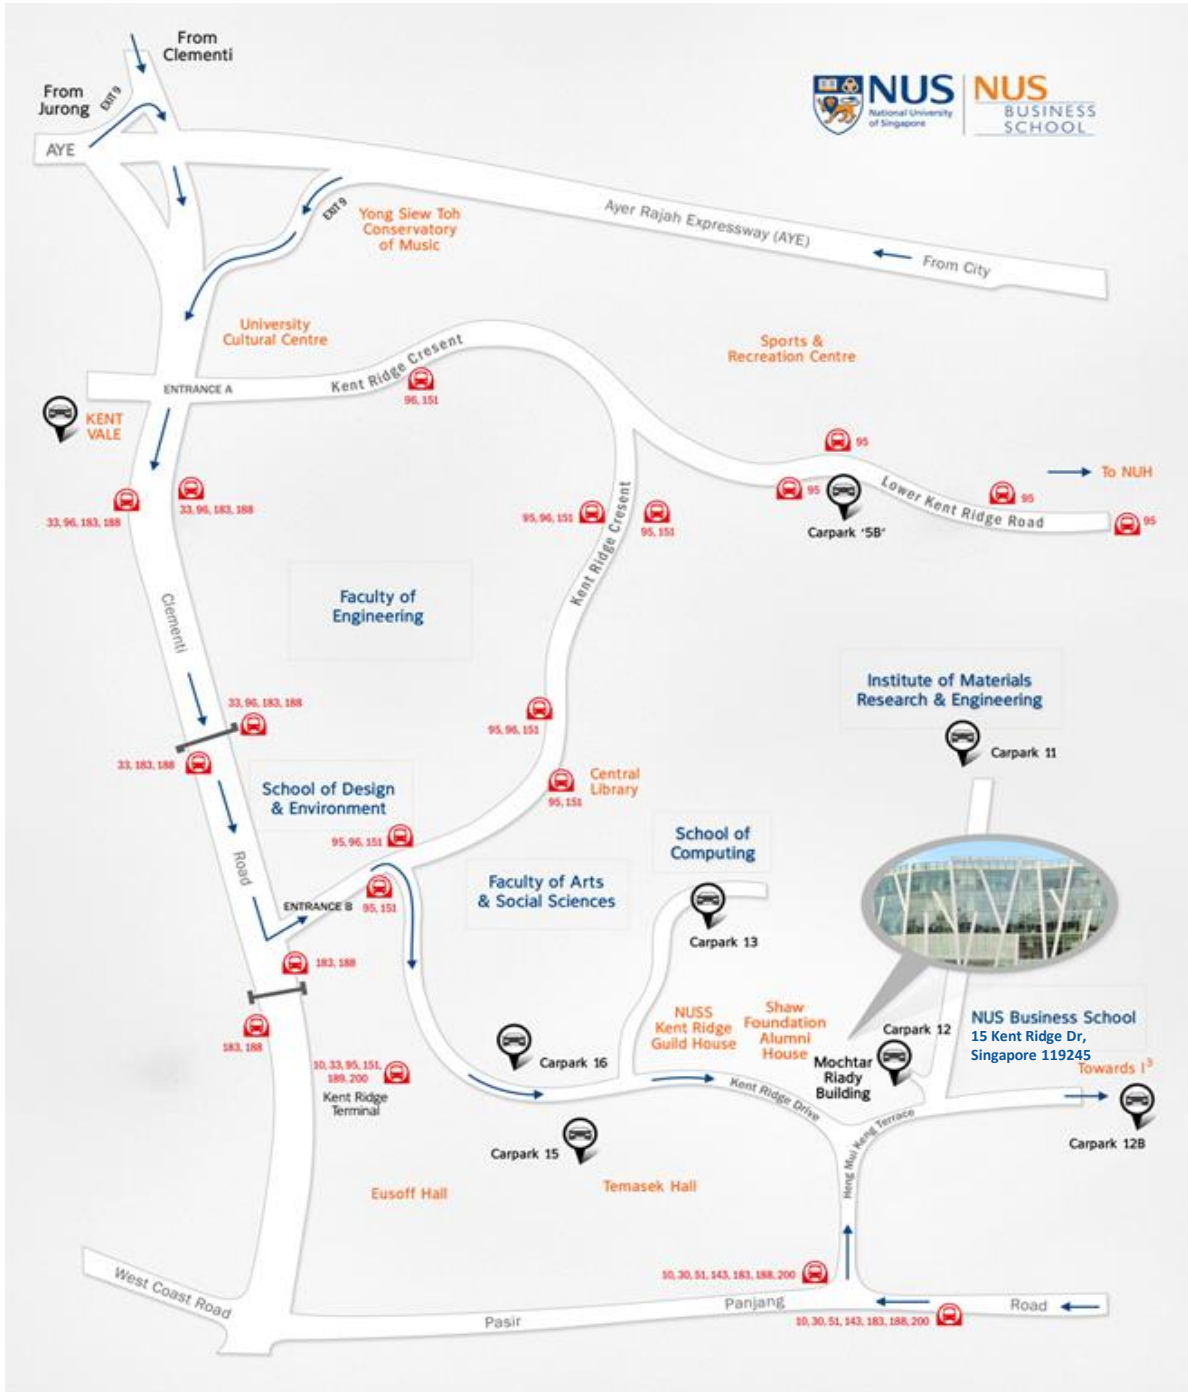 From
Clementi
From
Jurong
EXIT 9
AYE
NUS
National University
of Singapore
NUS
BUSINESS
SCHOOL
EXIT 9
Yong Siew Toh
Conservatory
of Music
Ayer Rajah Expressway (AYE)
From City
University
Cultural Centre
Sports &
Recreation Centre
Kent Ridge Cresent
ENTRANCE A
96, 151
KENT
VALE
95
To NUH
33, 96, 183, 188
33, 96, 183, 188
95, 96, 151
95, 151
95
Carpark '5B'
Lower Kent Ridge Road
95
95
Kent Ridge Cresent
Faculty of
Engineering
Clementi
Institute of Materials
Research & Engineering
33, 96, 183, 188
95, 96, 151
Carpark 11
33, 183, 188
School of Design
& Environment
Central
Library
95, 151
95, 96, 151
School of
Computing
Road
Faculty of Arts
& Social Sciences
ENTRANCE B
95, 151
Carpark 13
183, 188
NUSS
Kent Ridge
Guild House
Shaw
Foundation
Alumni
House
Carpark 12
NUS Business School
15 Kent Ridge Dr,
Singapore 119245
183, 188
10, 33, 95, 151,
189, 200
Kent Ridge
Terminal
Carpark 16
Mochtar
Riady
Building
Towards I³
Kent Ridge Drive
Heng Mui Keng Terrace
Carpark 12B
Carpark 15
Eusoff Hall
Temasek Hall
10, 30, 51, 143, 183, 188, 200
West Coast Road
Pasir
Panjang
Road
10, 30, 51, 143, 183, 188, 200